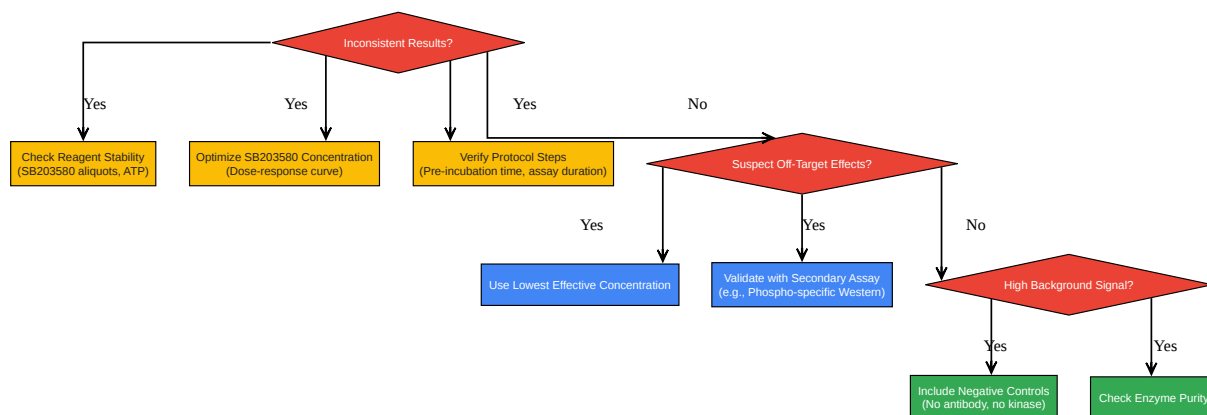 Inconsistent Results?
Yes
Yes
Yes
No
Check Reagent Stability
(SB203580 aliquots, ATP)
Optimize SB203580 Concentration
(Dose-response curve)
Verify Protocol Steps
(Pre-incubation time, assay duration)
Suspect Off-Target Effects?
Yes
Yes
No
Use Lowest Effective Concentration
Validate with Secondary Assay
(e.g., Phospho-specific Western)
High Background Signal?
Yes
Yes
Include Negative Controls
(No antibody, no kinase)
Check Enzyme Purity